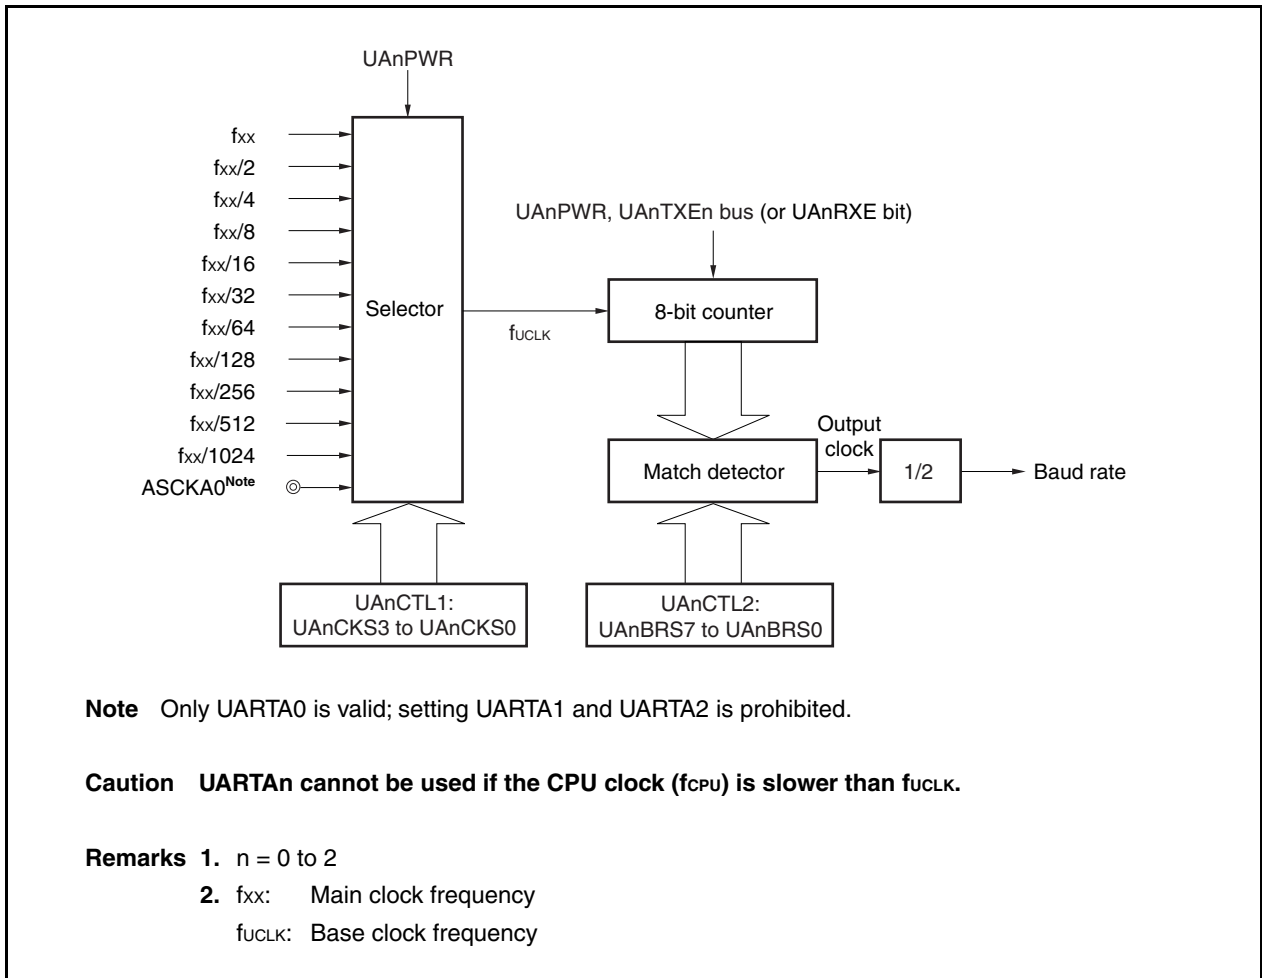 UAnPWR
fxx
fxx/2
fxx/4
fxx/8
fxx/16
fxx/32
fxx/64
fxx/128
fxx/256
fxx/512
fxx/1024
ASCKA0Note
Selector
fUCLK
UAnPWR, UAnTXEn bus (or UAnRXE bit)
8-bit counter
Match detector
Output
clock
1/2
Baud rate
UAnCTL1:
UAnCKS3 to UAnCKS0
UAnCTL2:
UAnBRS7 to UAnBRS0
Note Only UARTA0 is valid; setting UARTA1 and UARTA2 is prohibited.
Caution UARTAn cannot be used if the CPU clock (fCPU) is slower than fUCLK.
Remarks 1. n = 0 to 2
2. fxx: Main clock frequency
fUCLK: Base clock frequency